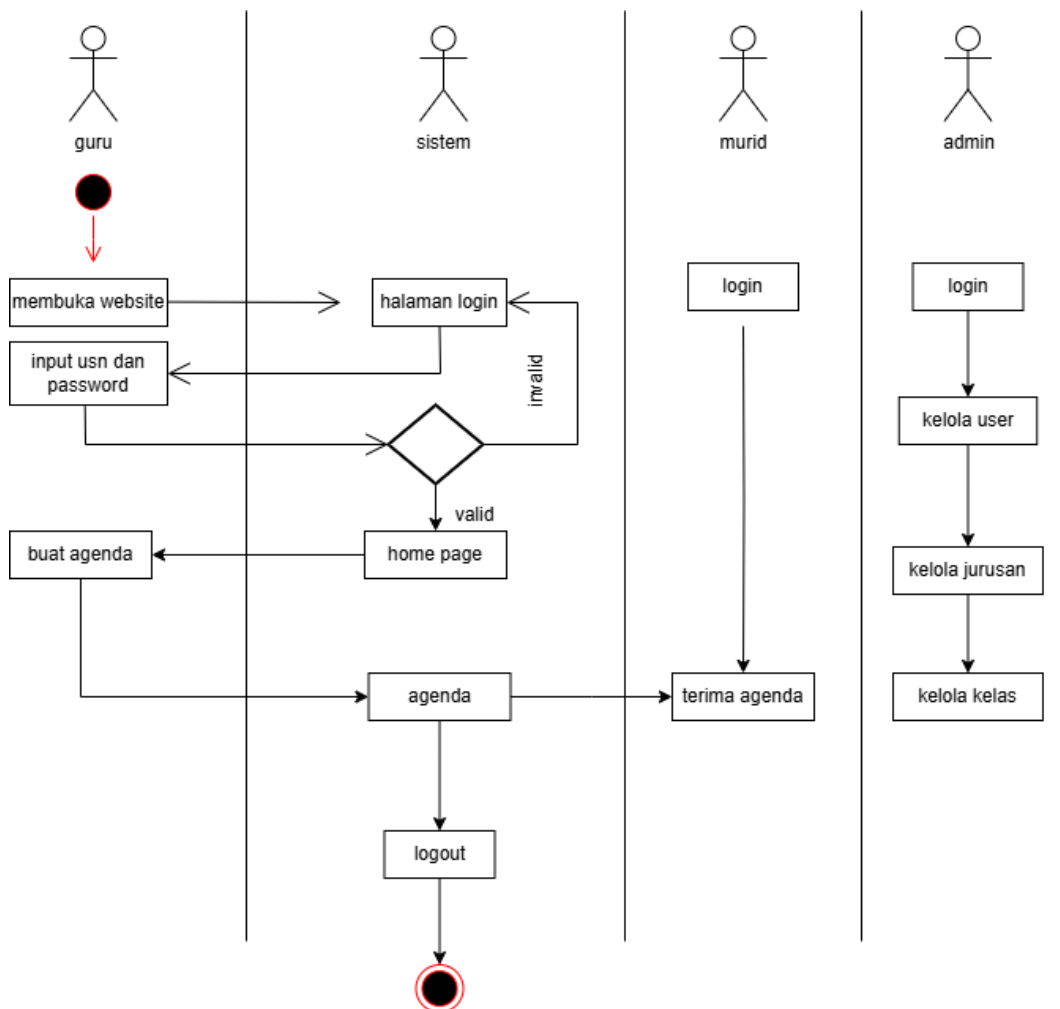 guru
sistem
murid
admin
membuka website
halaman login
login
login
input usn dan
password
invalid
kelola user
valid
buat agenda
home page
kelola jurusan
agenda
terima agenda
kelola kelas
logout